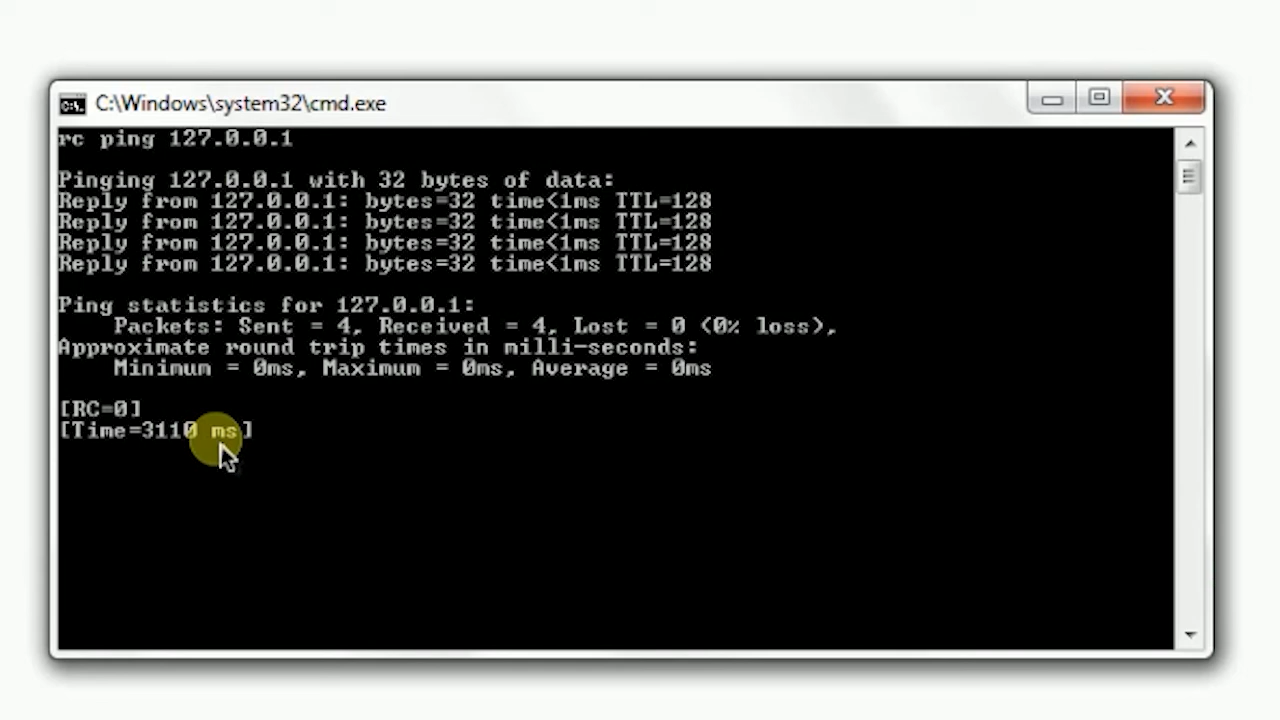 C:\Windows\system32\cmd.exe
rc ping 127.0.0.1
Pinging 127.0.0.1 with 32 bytes of data:
Reply from 127.0.0.1: bytes=32 time<1ms TTL=128
Reply from 127.0.0.1: bytes=32 time<1ms TTL=128
Reply from 127.0.0.1: bytes=32 time<1ms TTL=128
Reply from 127.0.0.1: bytes=32 time<1ms TTL=128
Ping statistics for 127.0.0.1:
Packets: Sent = 4, Received = 4, Lost = 0 (0% loss),
Approximate round trip times in milli-seconds:
Minimum = 0ms, Maximum = 0ms, Average = 0ms
[RC=0]
[Time=3110 ms]